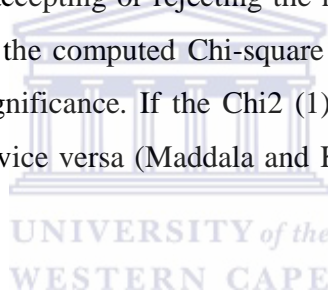 accepting or rejecting the
the computed Chi-square
gnificance. If the Chi2 (1)
vice versa (Maddala and
UNIVERSITY of the
WESTERN CAPE